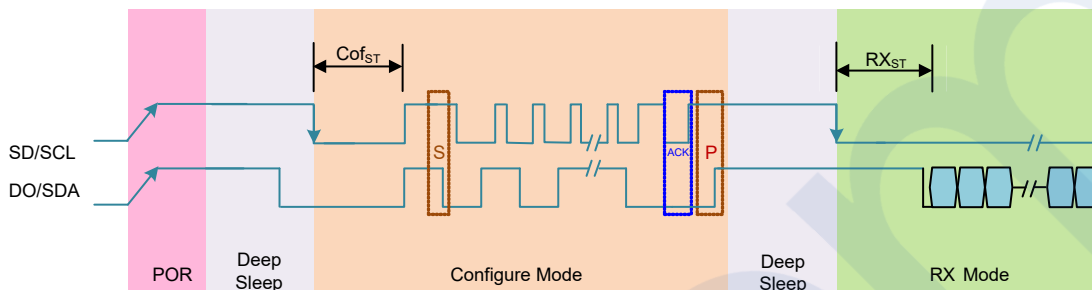 Cof_ST
RX_ST
SD/SCL
S
ACK
P
DO/SDA
POR
Deep
Sleep
Configure Mode
Deep
Sleep
RX Mode